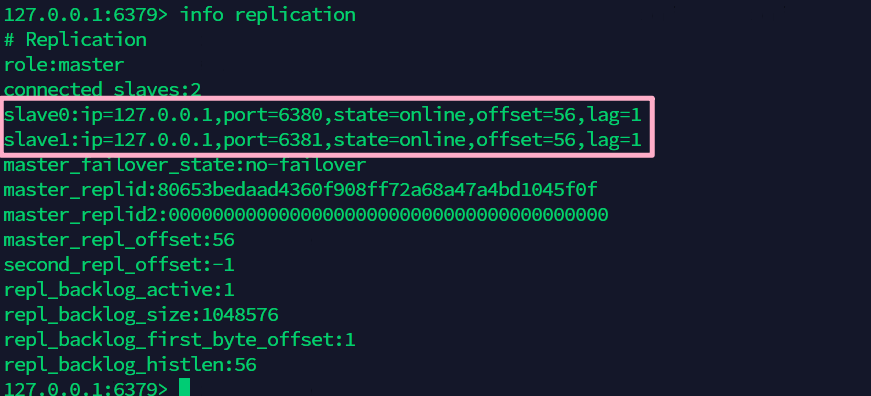 127.0.0.1:6379> info replication
# Replication
role:master
connected_slaves:2
slave0:ip=127.0.0.1,port=6380,state=online,offset=56,lag=1
slave1:ip=127.0.0.1,port=6381,state=online,offset=56,lag=1
master_failover_state:no-failover
master_replid:80653bedaad4360f908ff72a68a47a4bd1045f0f
master_replid2:0000000000000000000000000000000000000000
master_repl_offset:56
second_repl_offset:-1
repl_backlog_active:1
repl_backlog_size:1048576
repl_backlog_first_byte_offset:1
repl_backlog_histlen:56
127.0.0.1:6379>